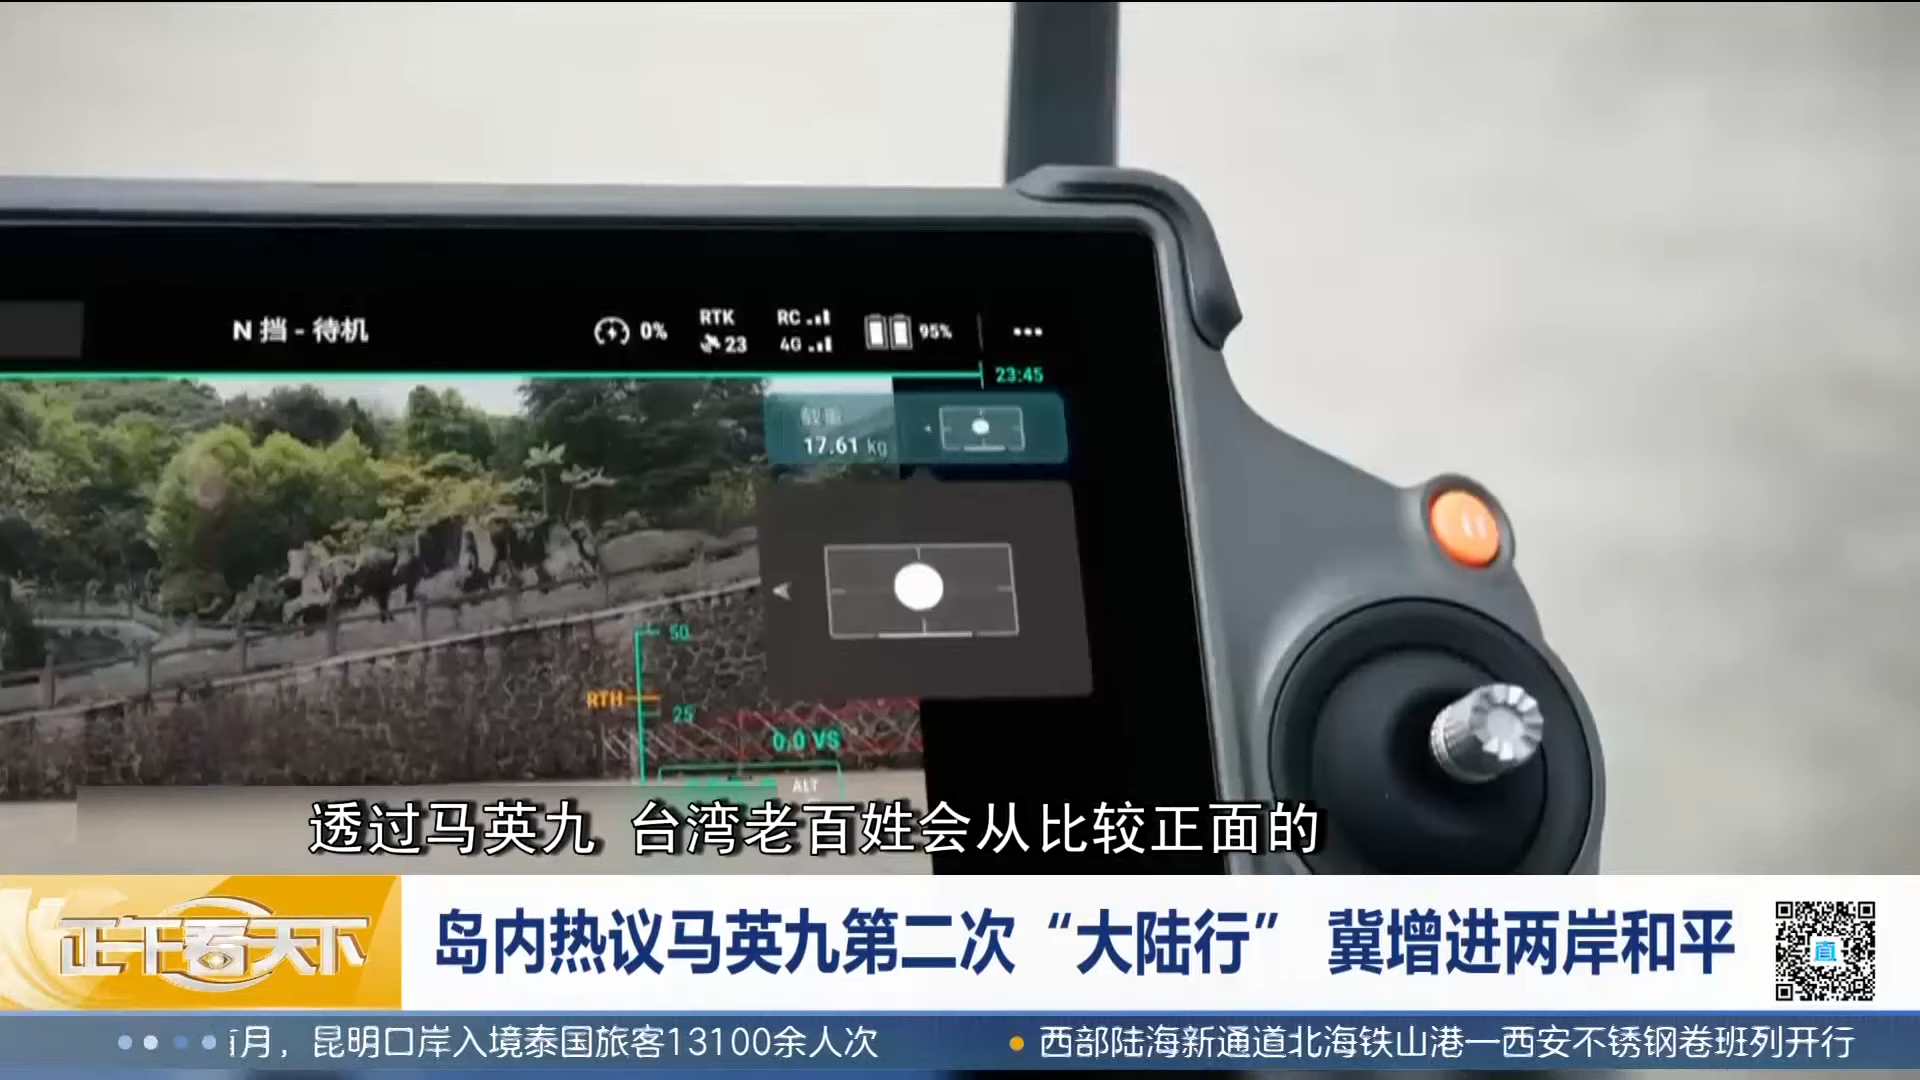 N 挡 - 待机
0%
RTK
23
RC
4G
95%
23:45
载重
17.61 kg
50
RTH
25
0.0 VS
ALT
透过马英九 台湾老百姓会从比较正面的
正午看天下
岛内热议马英九第二次“大陆行” 冀增进两岸和平
直
月，昆明口岸入境泰国旅客13100余人次
西部陆海新通道北海铁山港—西安不锈钢卷班列开行